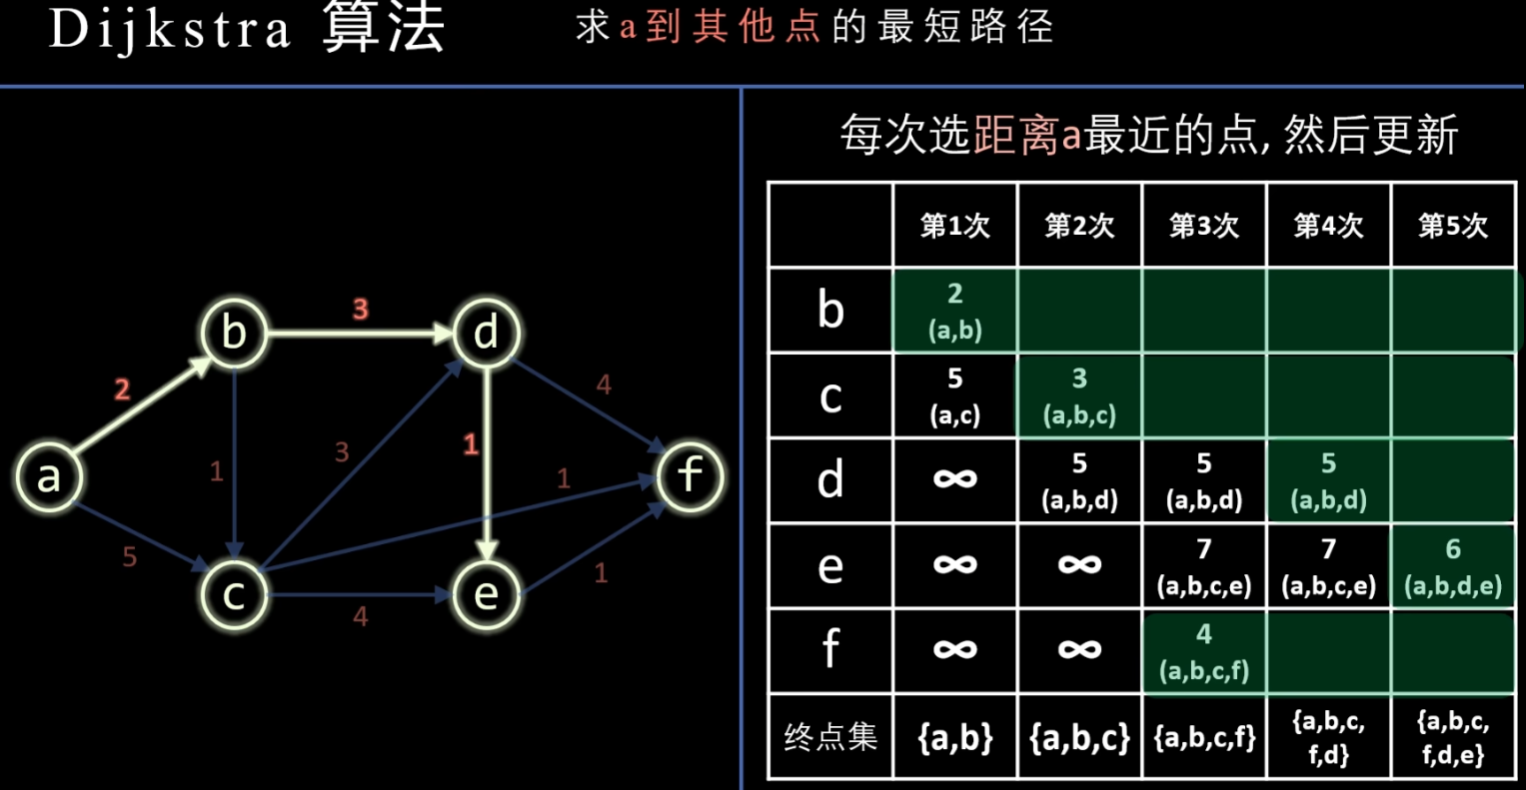 Dijkstra 算法
求a到其他点的最短路径
每次选距离a最近的点, 然后更新
b
3
d
2
4
1
3
1
1
a
f
5
1
c
4
e
第1次 第2次 第3次 第4次 第5次
b 2 (a,b)
c 5 (a,c) 3 (a,b,c)
d ∞ 5 (a,b,d) 5 (a,b,d) 5 (a,b,d)
e ∞ ∞ 7 (a,b,c,e) 7 (a,b,c,e) 6 (a,b,d,e)
f ∞ ∞ 4 (a,b,c,f)
终点集 {a,b} {a,b,c} {a,b,c,f} {a,b,c, f,d} {a,b,c, f,d,e}